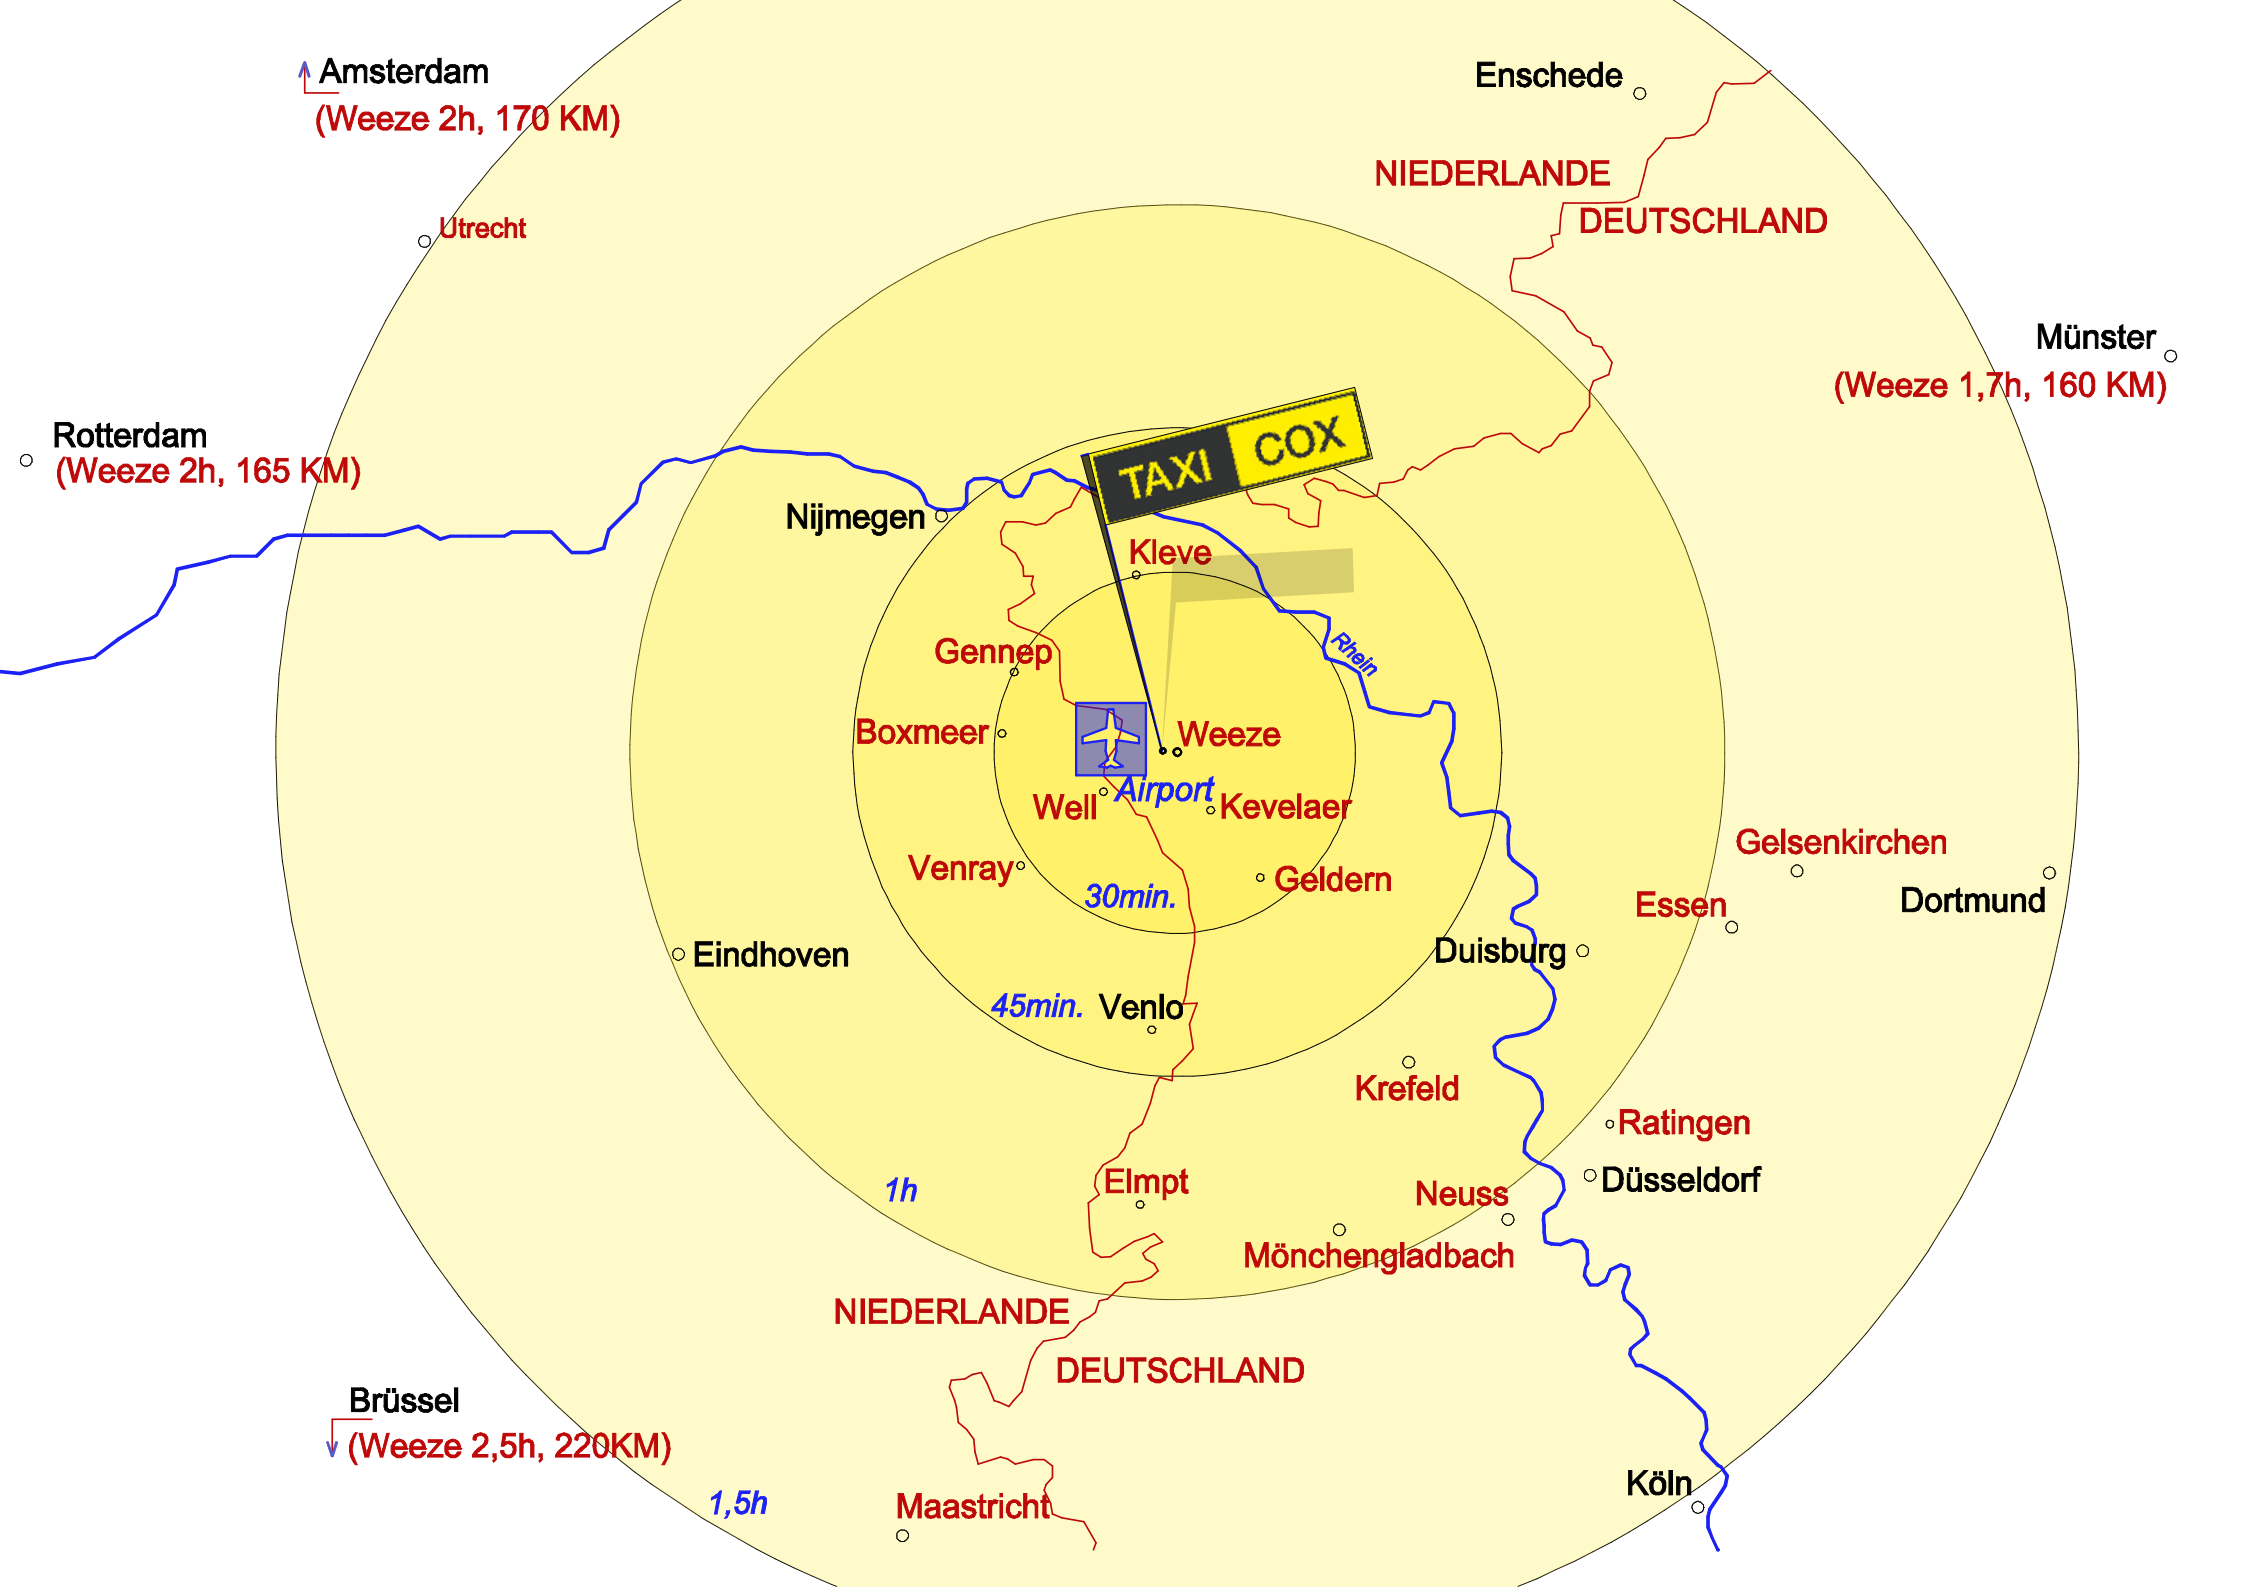 Amsterdam
(Weeze 2h, 170 KM)
Enschede
NIEDERLANDE
DEUTSCHLAND
Utrecht
Münster
(Weeze 1,7h, 160 KM)
Rotterdam
(Weeze 2h, 165 KM)
TAXI COX
Nijmegen
Kleve
Rhein
Gennep
Boxmeer
Weeze
Airport
Well
Kevelaer
Venray
Geldern
30min.
Gelsenkirchen
Dortmund
Essen
Duisburg
Eindhoven
45min.
Venlo
Krefeld
Ratingen
Düsseldorf
1h
Elmpt
Neuss
Mönchengladbach
NIEDERLANDE
DEUTSCHLAND
Brüssel
(Weeze 2,5h, 220KM)
1,5h
Maastricht
Köln